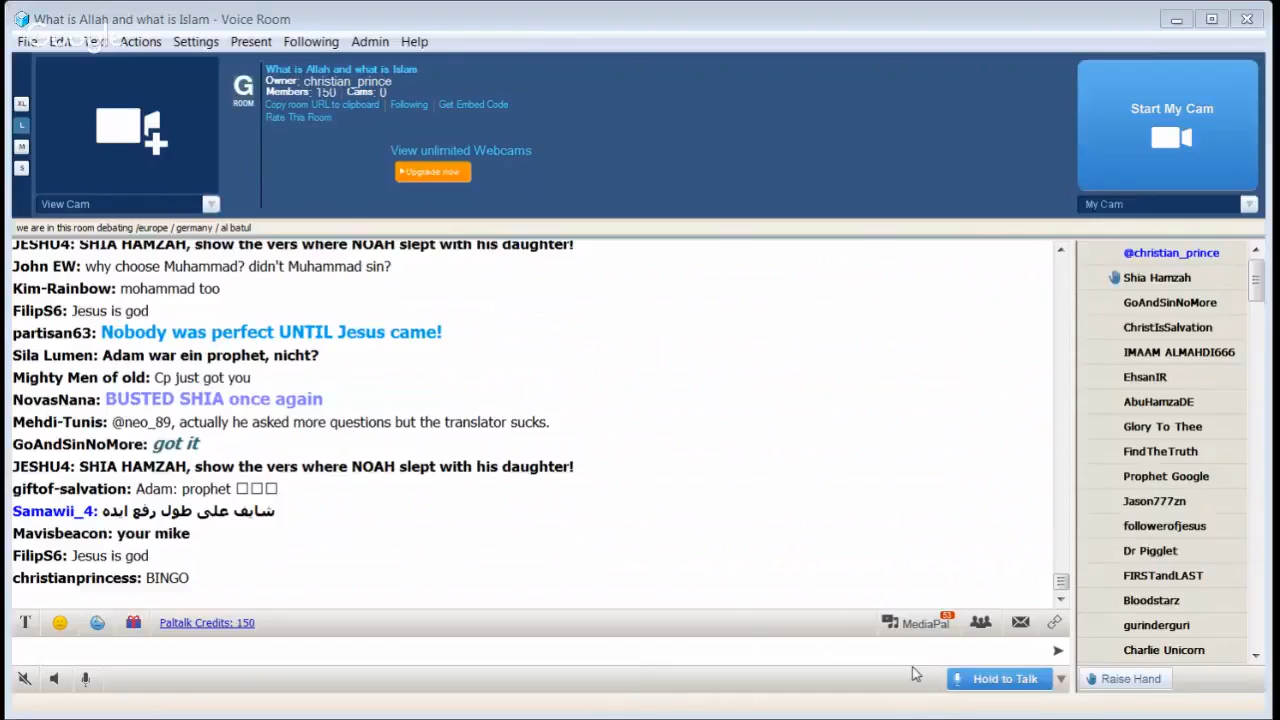 What is Allah and what is Islam - Voice Room
File Edit Text Actions Settings Present Following Admin Help
Google
XL
L
M
S
View Cam
G
ROOM
What is Allah and what is Islam
Owner: christian_prince
Members: 150 Cams: 0
Copy room URL to clipboard | Following | Get Embed Code
Rate This Room
View unlimited Webcams
Upgrade now
Start My Cam
My Cam
we are in this room debating /europe / germany / al batul
JESHU4: SHIA HAMZAH, show the vers where NOAH slept with his daughter!
John EW: why choose Muhammad? didn't Muhammad sin?
Kim-Rainbow: mohammad too
FilipS6: Jesus is god
partisan63: Nobody was perfect UNTIL Jesus came!
Sila Lumen: Adam war ein prophet, nicht?
Mighty Men of old: Cp just got you
NovasNana: BUSTED SHIA once again
Mehdi-Tunis: @neo_89, actually he asked more questions but the translator sucks.
GoAndSinNoMore: got it
JESHU4: SHIA HAMZAH, show the vers where NOAH slept with his daughter!
giftof-salvation: Adam: prophet □□□
Samawii_4: شايف على طول رفع ايده
Mavisbeacon: your mike
FilipS6: Jesus is god
christianprincess: BINGO
@christian_prince
Shia Hamzah
GoAndSinNoMore
ChristIsSalvation
IMAAM ALMAHDI666
EhsanIR
AbuHamzaDE
Glory To Thee
FindTheTruth
Prophet Google
Jason777zn
followerofjesus
Dr Pigglet
FIRSTandLAST
Bloodstarz
gurinderguri
Charlie Unicorn
T
Paltalk Credits: 150
MediaPal
53
Hold to Talk
Raise Hand